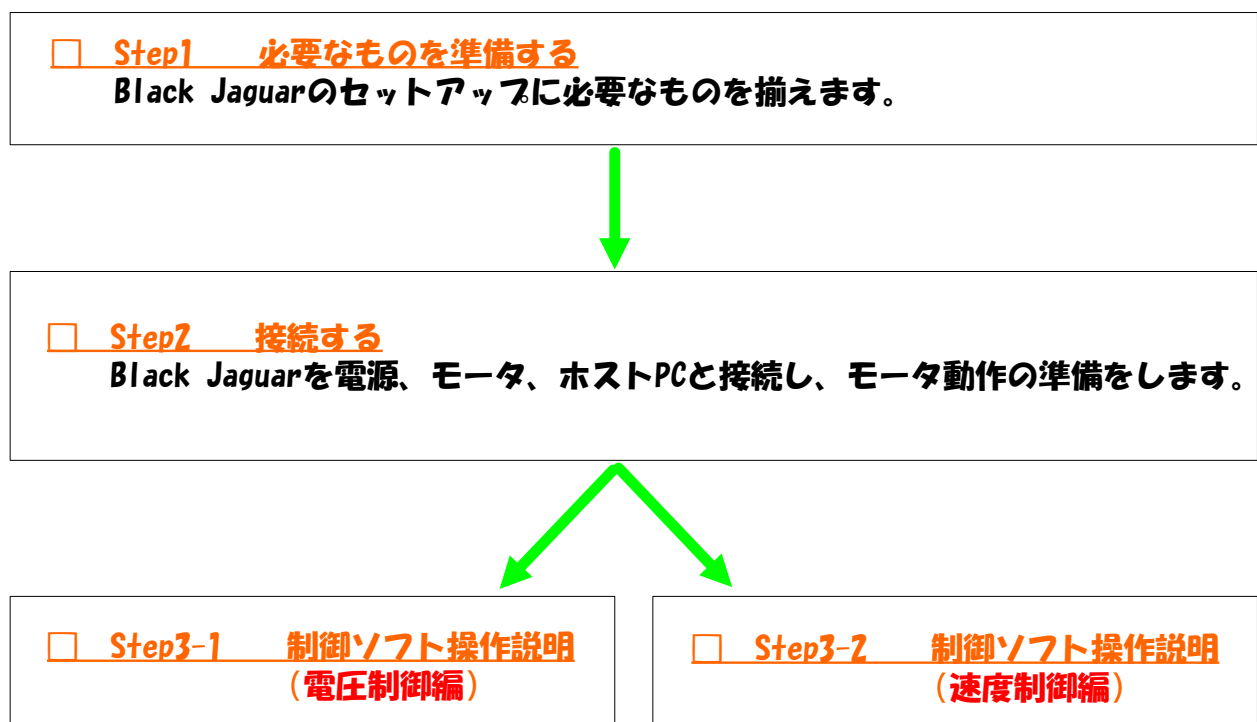 □ Step1 必要なものを準備する
Black Jaguarのセットアップに必要なものを揃えます。
□ Step2 接続する
Black Jaguarを電源、モータ、ホストPCと接続し、モータ動作の準備をします。
□ Step3-1 制御ソフト操作説明
(電圧制御編)
□ Step3-2 制御ソフト操作説明
(速度制御編)